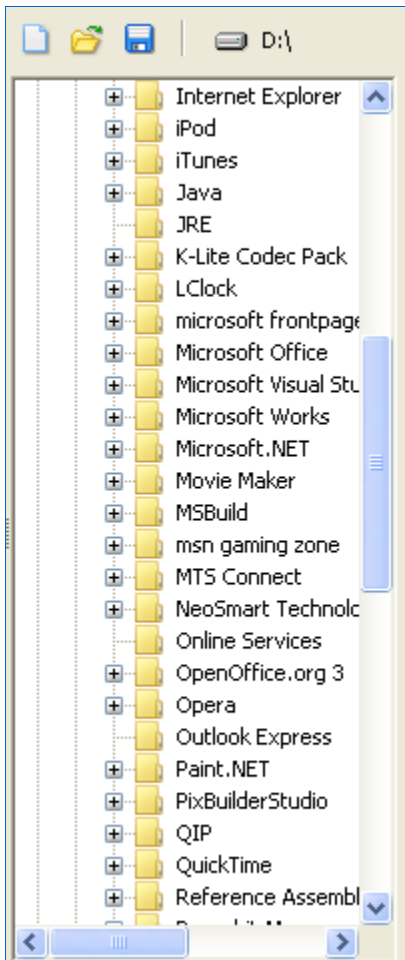 D:\
Internet Explorer
iPod
iTunes
Java
JRE
K-Lite Codec Pack
LClock
microsoft frontpage
Microsoft Office
Microsoft Visual Stu
Microsoft Works
Microsoft.NET
Movie Maker
MSBuild
msn gaming zone
MTS Connect
NeoSmart Technolo
Online Services
OpenOffice.org 3
Opera
Outlook Express
Paint.NET
PixBuilderStudio
QIP
QuickTime
Reference Assembl